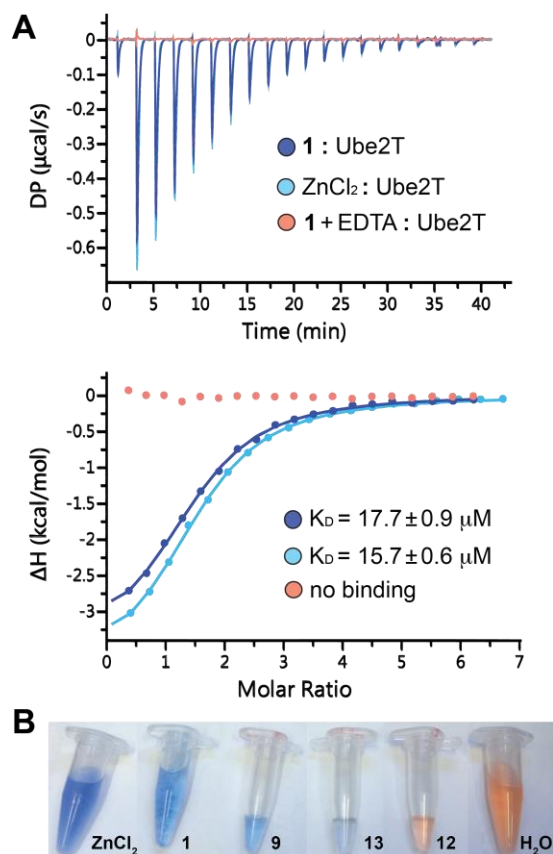 A
0
-0.1
-0.2
-0.3
-0.4
-0.5
-0.6
DP (μcal/s)
1 : Ube2T
ZnCl₂ : Ube2T
1 + EDTA : Ube2T
0 5 10 15 20 25 30 35 40
Time (min)
0
-0.5
-1
-1.5
-2
-2.5
-3
ΔH (kcal/mol)
KD = 17.7 ± 0.9 μM
KD = 15.7 ± 0.6 μM
no binding
0 1 2 3 4 5 6 7
Molar Ratio
B
ZnCl₂ 1 9 13 12 H₂O